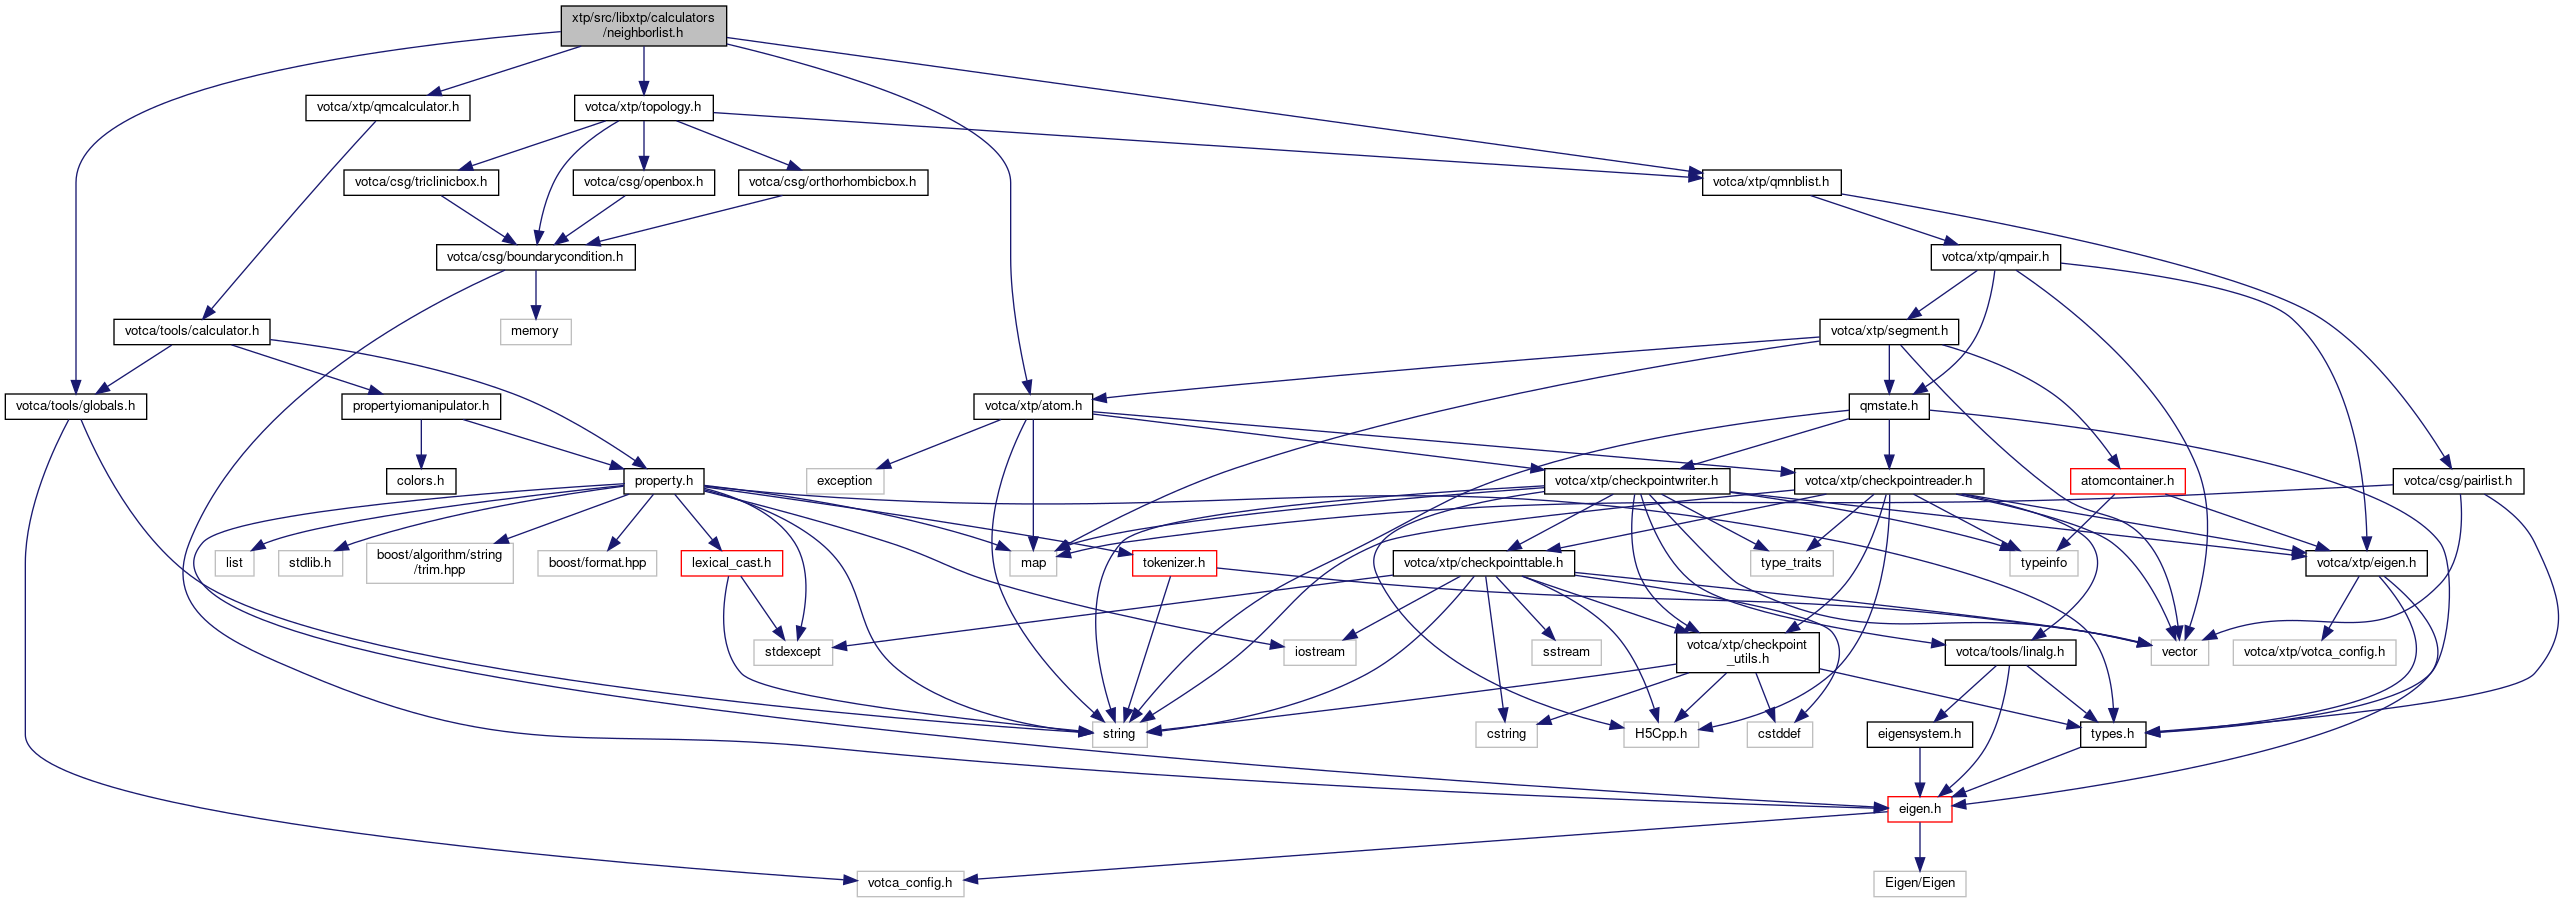 xtp/src/libxtp/calculators
/neighborlist.h
votca/xtp/qmcalculator.h
votca/xtp/topology.h
votca/csg/triclinicbox.h
votca/csg/openbox.h
votca/csg/orthorhombicbox.h
votca/xtp/qmnblist.h
votca/csg/boundarycondition.h
votca/xtp/qmpair.h
votca/tools/calculator.h
memory
votca/xtp/segment.h
votca/tools/globals.h
propertyiomanipulator.h
votca/xtp/atom.h
qmstate.h
colors.h
property.h
exception
votca/xtp/checkpointwriter.h
votca/xtp/checkpointreader.h
atomcontainer.h
votca/csg/pairlist.h
list
stdlib.h
boost/algorithm/string
/trim.hpp
boost/format.hpp
lexical_cast.h
map
tokenizer.h
votca/xtp/checkpointtable.h
type_traits
typeinfo
votca/xtp/eigen.h
stdexcept
iostream
sstream
votca/xtp/checkpoint
_utils.h
votca/tools/linalg.h
vector
votca/xtp/votca_config.h
string
cstring
H5Cpp.h
cstddef
eigensystem.h
types.h
eigen.h
votca_config.h
Eigen/Eigen